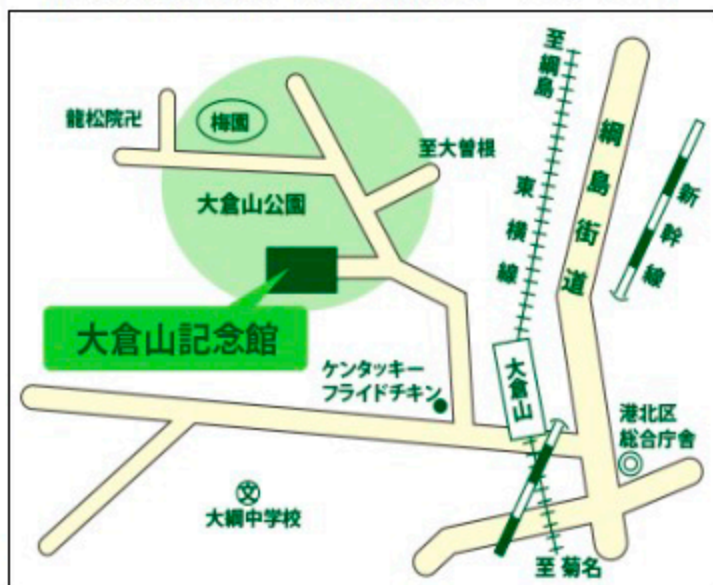 至綱島
綱島街道
新幹線
東横線
龍松院卍
梅園
至大曽根
大倉山公園
大倉山記念館
ケンタッキー
フライドチキン
大倉山
港北区
総合庁舎
文
大綱中学校
至菊名